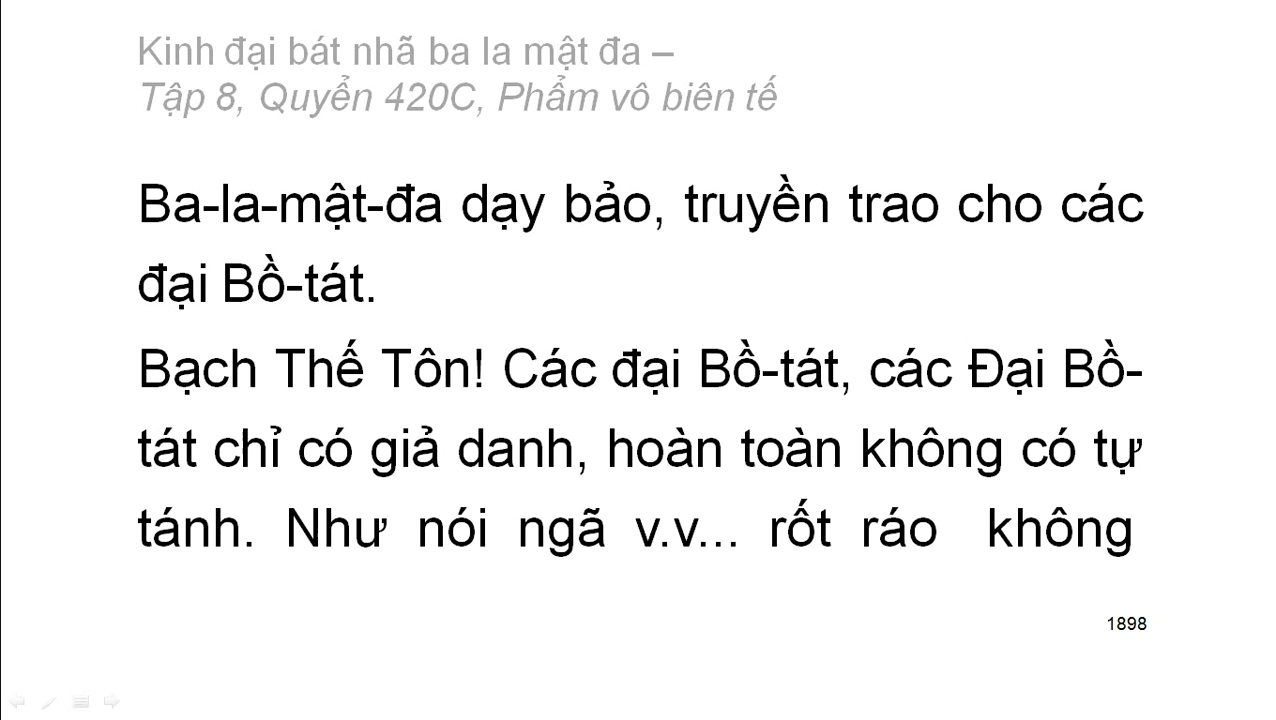 Kinh đại bát nhã ba la mật đa –
Tập 8, Quyển 420C, Phẩm vô biên tế
Ba-la-mật-đa dạy bảo, truyền trao cho các
đại Bồ-tát.
Bạch Thế Tôn! Các đại Bồ-tát, các Đại Bồ-
tát chỉ có giả danh, hoàn toàn không có tự
tánh. Như nói ngã v.v... rốt ráo không
1898